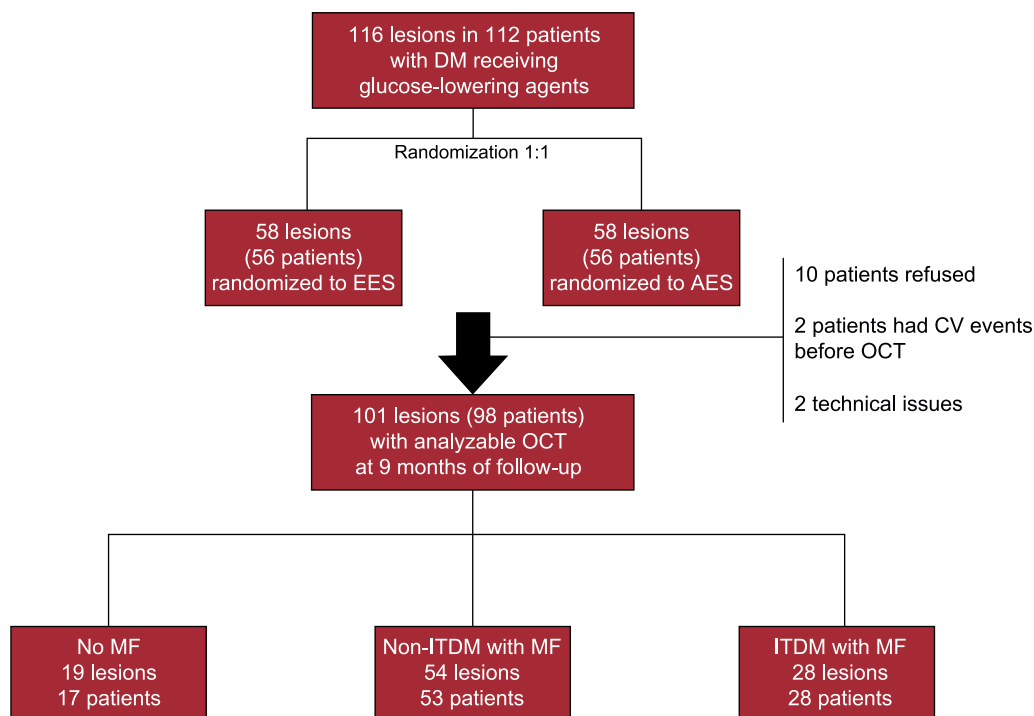 116 lesions in 112 patients
with DM receiving
glucose-lowering agents
Randomization 1:1
58 lesions
(56 patients)
randomized to EES
58 lesions
(56 patients)
randomized to AES
10 patients refused
2 patients had CV events
before OCT
2 technical issues
101 lesions (98 patients)
with analyzable OCT
at 9 months of follow-up
No MF
19 lesions
17 patients
Non-ITDM with MF
54 lesions
53 patients
ITDM with MF
28 lesions
28 patients